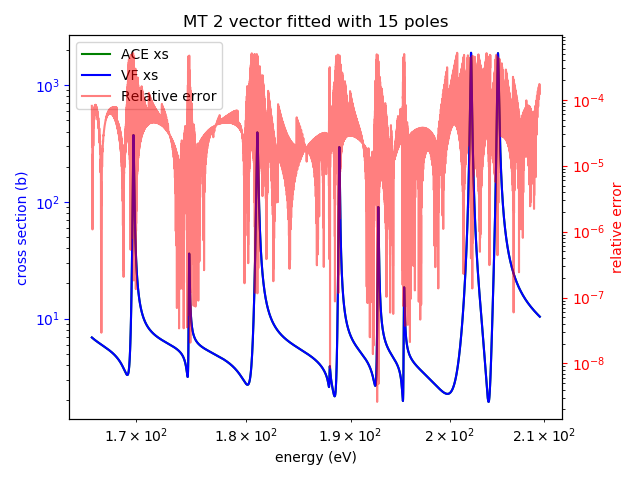 MT 2 vector fitted with 15 poles
ACE xs
VF xs
Relative error
cross section (b)
10³
10²
10¹
10⁻⁴
10⁻⁵
10⁻⁶
10⁻⁷
10⁻⁸
relative error
1.7 × 10² 1.8 × 10² 1.9 × 10² 2 × 10² 2.1 × 10²
energy (eV)